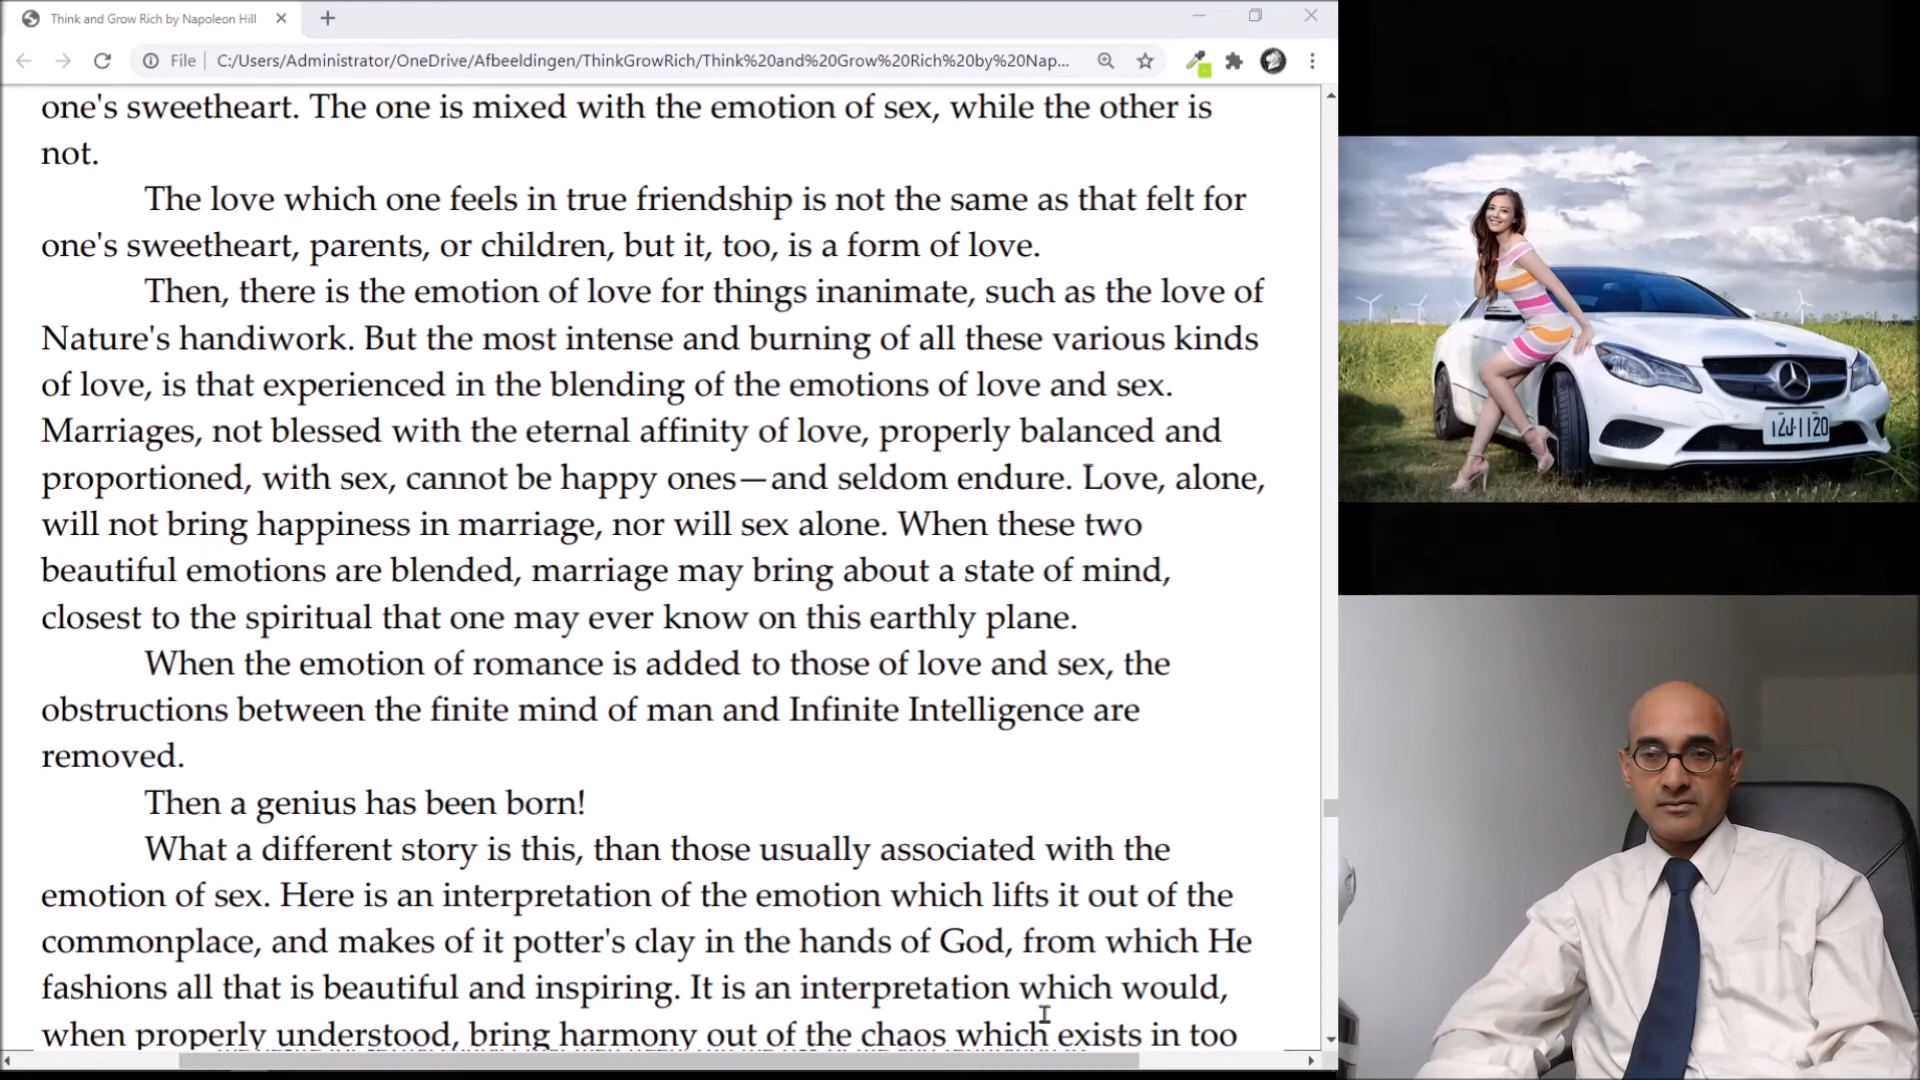 Think and Grow Rich by Napoleon Hill
File
C:/Users/Administrator/OneDrive/Afbeeldingen/ThinkGrowRich/Think%20and%20Grow%20Rich%20by%20Nap...
one's sweetheart. The one is mixed with the emotion of sex, while the other is
not.
The love which one feels in true friendship is not the same as that felt for
one's sweetheart, parents, or children, but it, too, is a form of love.
Then, there is the emotion of love for things inanimate, such as the love of
Nature's handiwork. But the most intense and burning of all these various kinds
of love, is that experienced in the blending of the emotions of love and sex.
Marriages, not blessed with the eternal affinity of love, properly balanced and
proportioned, with sex, cannot be happy ones—and seldom endure. Love, alone,
will not bring happiness in marriage, nor will sex alone. When these two
beautiful emotions are blended, marriage may bring about a state of mind,
closest to the spiritual that one may ever know on this earthly plane.
When the emotion of romance is added to those of love and sex, the
obstructions between the finite mind of man and Infinite Intelligence are
removed.
Then a genius has been born!
What a different story is this, than those usually associated with the
emotion of sex. Here is an interpretation of the emotion which lifts it out of the
commonplace, and makes of it potter's clay in the hands of God, from which He
fashions all that is beautiful and inspiring. It is an interpretation which would,
when properly understood, bring harmony out of the chaos which exists in too